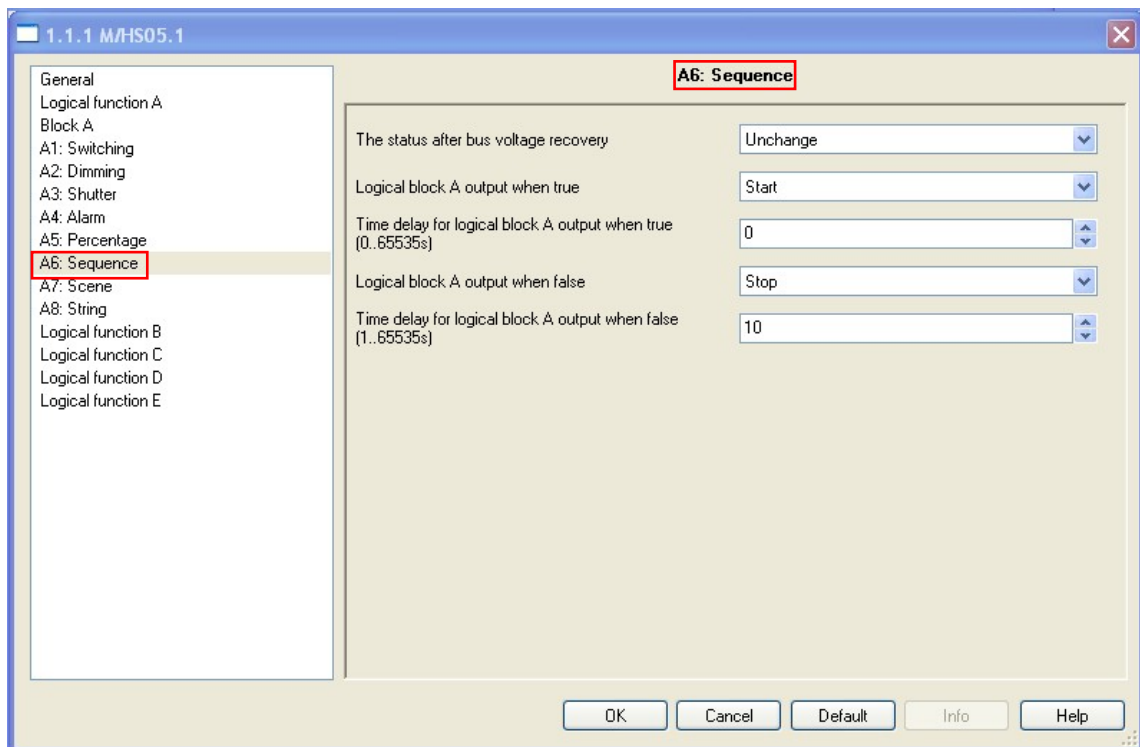 1.1.1 M/HS05.1
General
Logical function A
Block A
A1: Switching
A2: Dimming
A3: Shutter
A4: Alarm
A5: Percentage
A6: Sequence
A7: Scene
A8: String
Logical function B
Logical function C
Logical function D
Logical function E
A6: Sequence
The status after bus voltage recovery
Unchange
Logical block A output when true
Start
Time delay for logical block A output when true
(0..65535s)
0
Logical block A output when false
Stop
Time delay for logical block A output when false
(1..65535s)
10
OK
Cancel
Default
Info
Help